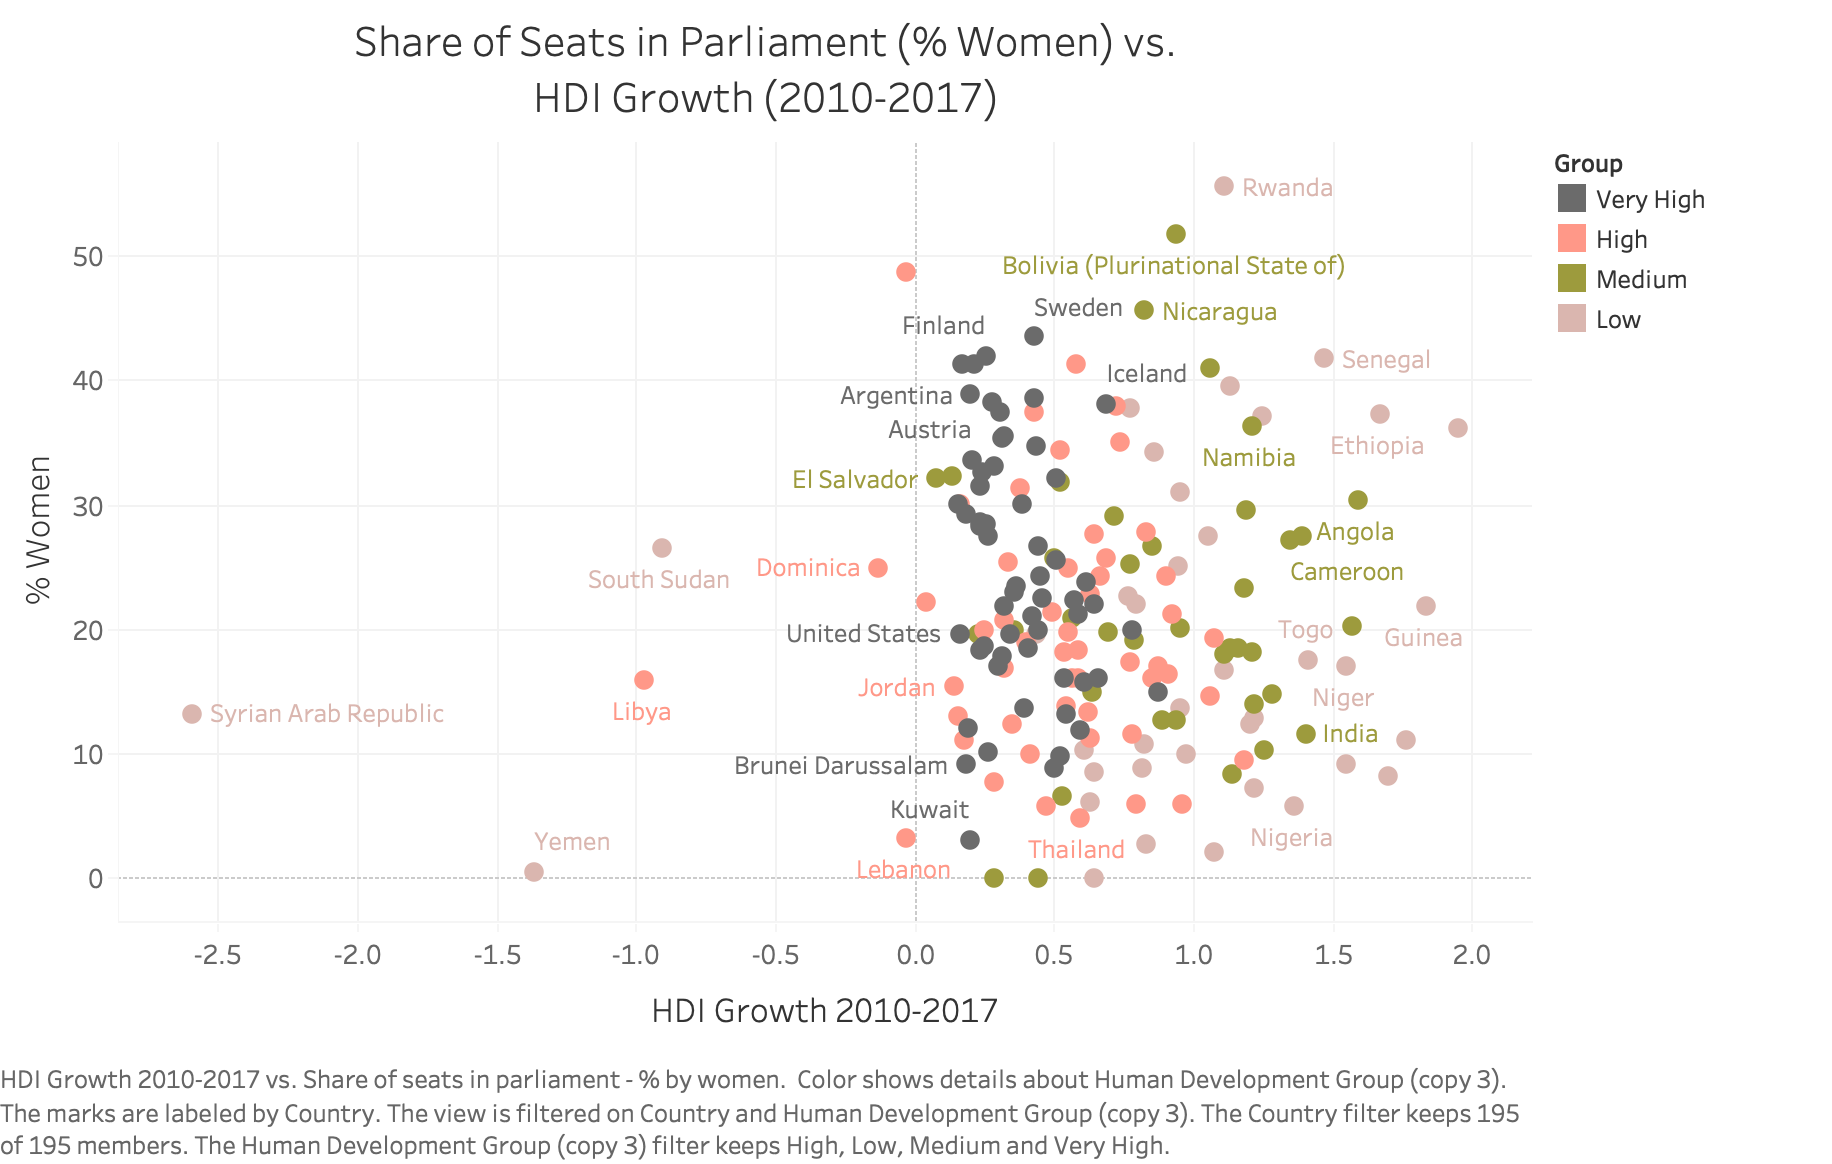 Share of Seats in Parliament (% Women) vs.
HDI Growth (2010-2017)
Group
Very High
High
Medium
Low
% Women
50
40
30
20
10
0
Rwanda
Bolivia (Plurinational State of)
Sweden
Nicaragua
Finland
Senegal
Iceland
Argentina
Austria
Ethiopia
Namibia
El Salvador
Angola
South Sudan
Dominica
Cameroon
United States
Togo
Guinea
Jordan
Niger
Libya
Syrian Arab Republic
India
Brunei Darussalam
Kuwait
Nigeria
Yemen
Thailand
Lebanon
-2.5
-2.0
-1.5
-1.0
-0.5
0.0
0.5
1.0
1.5
2.0
HDI Growth 2010-2017
HDI Growth 2010-2017 vs. Share of seats in parliament - % by women.  Color shows details about Human Development Group (copy 3).
The marks are labeled by Country. The view is filtered on Country and Human Development Group (copy 3). The Country filter keeps 195
of 195 members. The Human Development Group (copy 3) filter keeps High, Low, Medium and Very High.